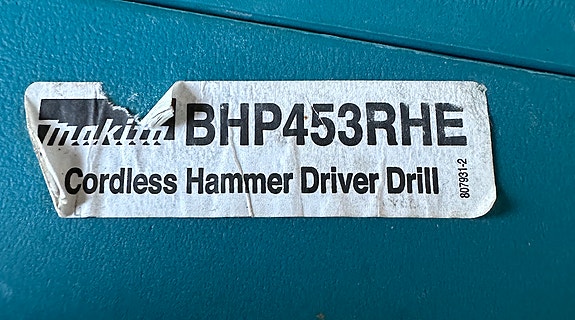 makita BHP453RHE
Cordless Hammer Driver Drill
807931-2